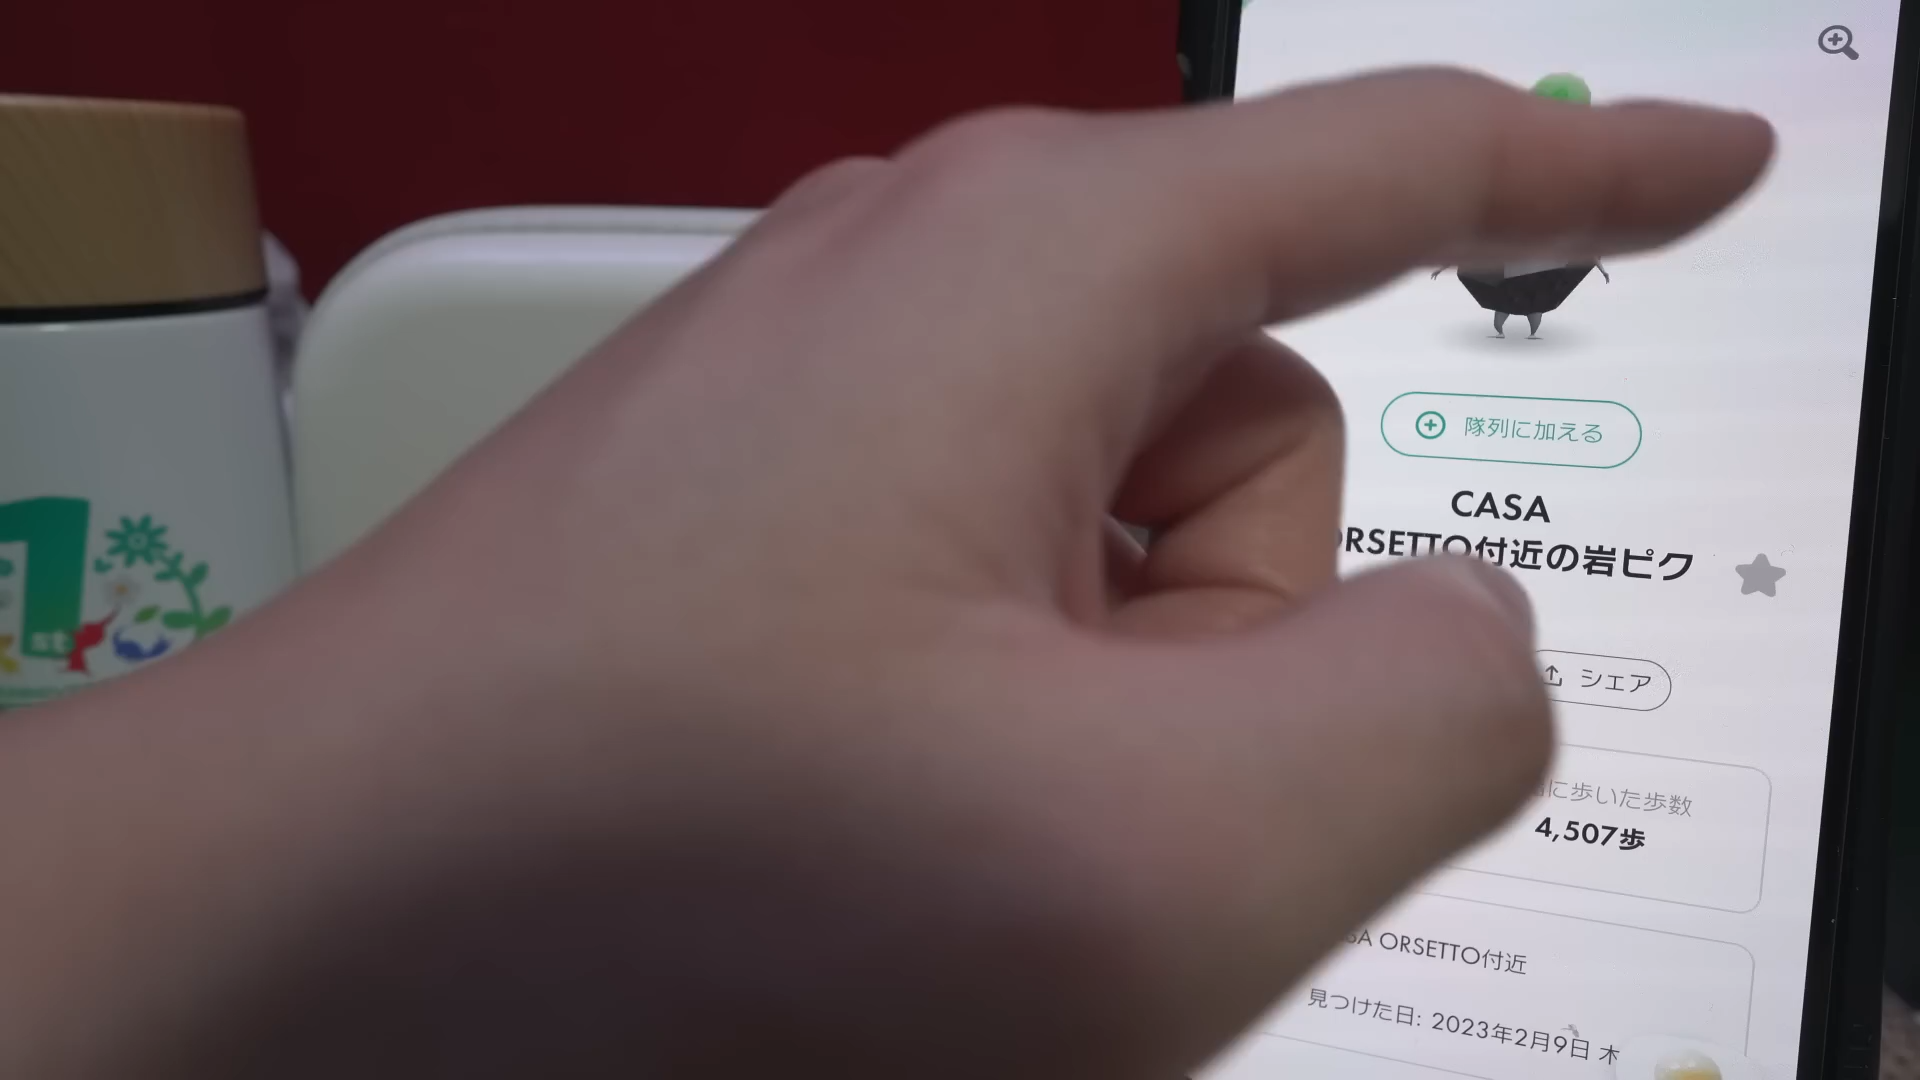 隊列に加える
CASA
ORSETTO付近の岩ピク
シェア
に歩いた歩数
4,507歩
ORSETTO付近
見つけた日: 2023年2月9日 木
1
st